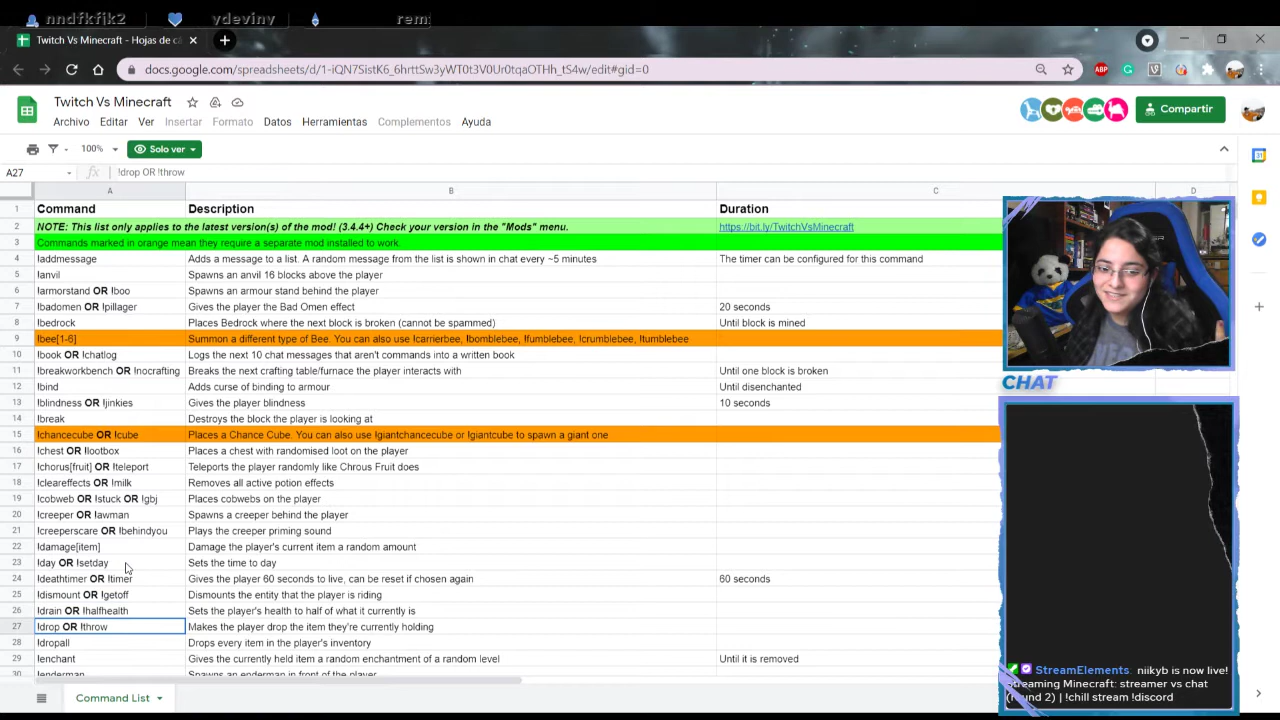 nndfkfjk2 ydeviny rem
Twitch Vs Minecraft - Hojas de cá
docs.google.com/spreadsheets/d/1-iQN7SistK6_6hrttSw3yWT0t3V0Ur0tqaOTHh_tS4w/edit#gid=0
Twitch Vs Minecraft
Compartir
Archivo Editar Ver Insertar Formato Datos Herramientas Complementos Ayuda
100% Solo ver
A27 !drop OR !throw
A B C D
1 Command Description Duration
2 NOTE: This list only applies to the latest version(s) of the mod! (3.4.4+) Check your version in the "Mods" menu. https://bit.ly/TwitchVsMinecraft
3 Commands marked in orange mean they require a separate mod installed to work.
4 !addmessage Adds a message to a list. A random message from the list is shown in chat every ~5 minutes The timer can be configured for this command
5 !anvil Spawns an anvil 16 blocks above the player
6 !armorstand OR !boo Spawns an armour stand behind the player
7 !badomen OR !pillager Gives the player the Bad Omen effect 20 seconds
8 !bedrock Places Bedrock where the next block is broken (cannot be spammed) Until block is mined
9 !bee[1-6] Summon a different type of Bee. You can also use !carrierbee, !bomblebee, !fumblebee, !crumblebee, !tumblebee
10 !book OR !chatlog Logs the next 10 chat messages that aren't commands into a written book
11 !breakworkbench OR !nocrafting Breaks the next crafting table/furnace the player interacts with Until one block is broken
12 !bind Adds curse of binding to armour Until disenchanted
13 !blindness OR !jinkies Gives the player blindness 10 seconds
14 !break Destroys the block the player is looking at
15 !chancecube OR !cube Places a Chance Cube. You can also use !giantchancecube or !giantcube to spawn a giant one
16 !chest OR !lootbox Places a chest with randomised loot on the player
17 !chorus[fruit] OR !teleport Teleports the player randomly like Chrous Fruit does
18 !cleareffects OR !milk Removes all active potion effects
19 !cobweb OR !stuck OR !gbj Places cobwebs on the player
20 !creeper OR !awman Spawns a creeper behind the player
21 !creeperscare OR !behindyou Plays the creeper priming sound
22 !damage[item] Damage the player's current item a random amount
23 !day OR !setday Sets the time to day
24 !deathtimer OR !timer Gives the player 60 seconds to live, can be reset if chosen again 60 seconds
25 !dismount OR !getoff Dismounts the entity that the player is riding
26 !drain OR !halfhealth Sets the player's health to half of what it currently is
27 !drop OR !throw Makes the player drop the item they're currently holding
28 !dropall Drops every item in the player's inventory
29 !enchant Gives the currently held item a random enchantment of a random level Until it is removed
30 !enderman Spawns an enderman in front of the player
Command List
CHAT
StreamElements: niikyb is now live!
Streaming Minecraft: streamer vs chat
(round 2) | !chill stream !discord